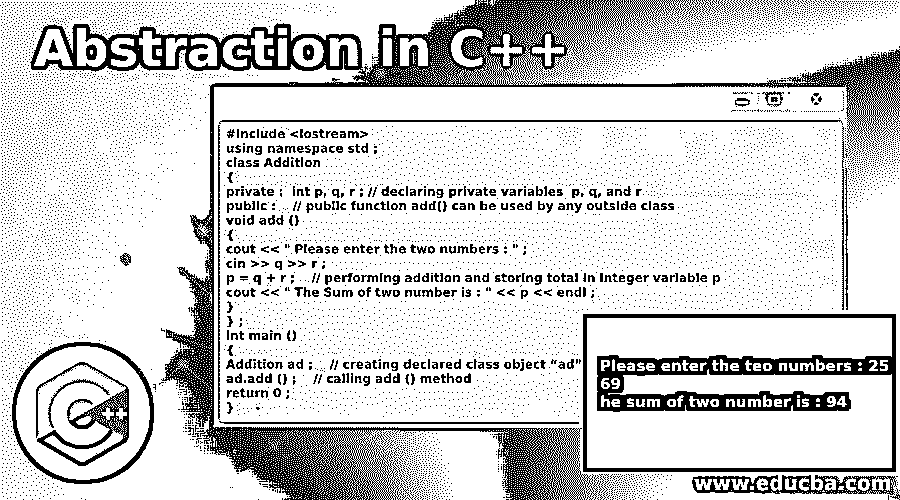 Abstraction in C++
#include <iostream>
using namespace std ;
class Addition
{
private : int p, q, r ; // declaring private variables p, q, and r
public : // public function add() can be used by any outside class
void add ()
{
cout << " Please enter the two numbers : " ;
cin >> q >> r ;
p = q + r ; // performing addition and storing total in integer variable p
cout << " The Sum of two number is : " << p << endl ;
}
} ;
int main ()
{
Addition ad ; // creating declared class object “ad”
ad.add () ; // calling add () method
return 0 ;
}
Please enter the teo numbers : 25
69
he sum of two number is : 94
C++
www.educba.com